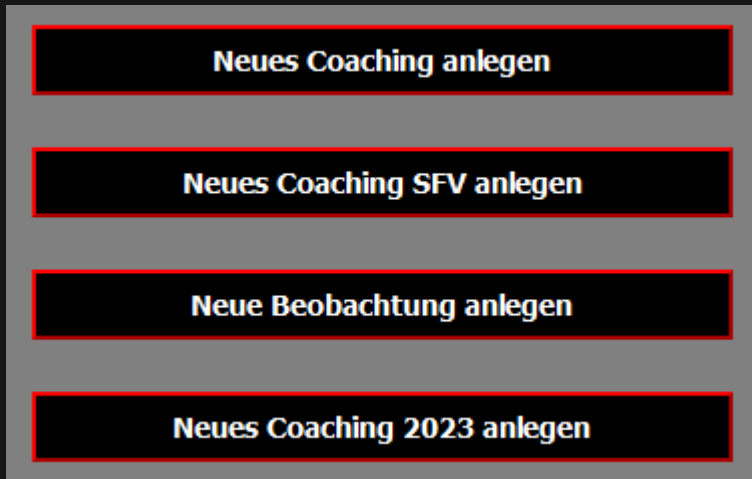 Neues Coaching anlegen
Neues Coaching SFV anlegen
Neue Beobachtung anlegen
Neues Coaching 2023 anlegen